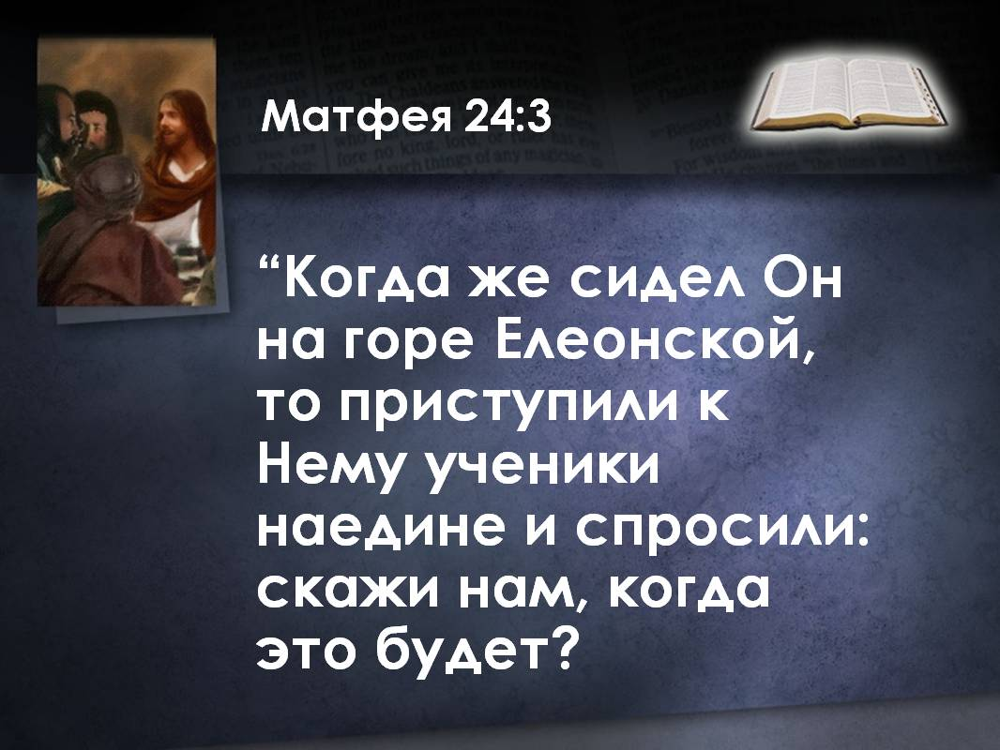 Матфея 24:3
“Когда же сидел Он
на горе Елеонской,
то приступили к
Нему ученики
наедине и спросили:
скажи нам, когда
это будет?